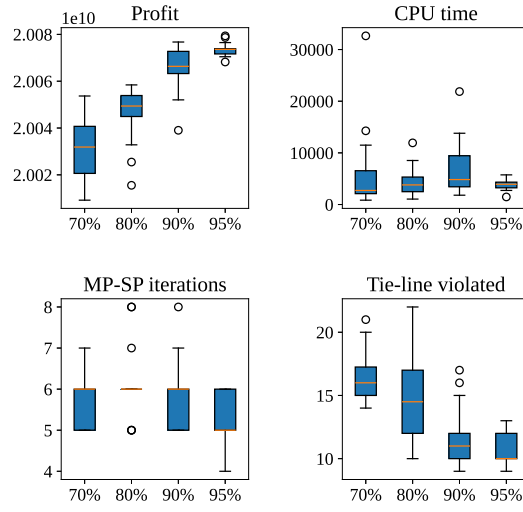 Profit
1e10
2.008
2.006
2.004
2.002
70% 80% 90% 95%
CPU time
30000
20000
10000
0
70% 80% 90% 95%
MP-SP iterations
8
7
6
5
4
70% 80% 90% 95%
Tie-line violated
20
15
10
70% 80% 90% 95%